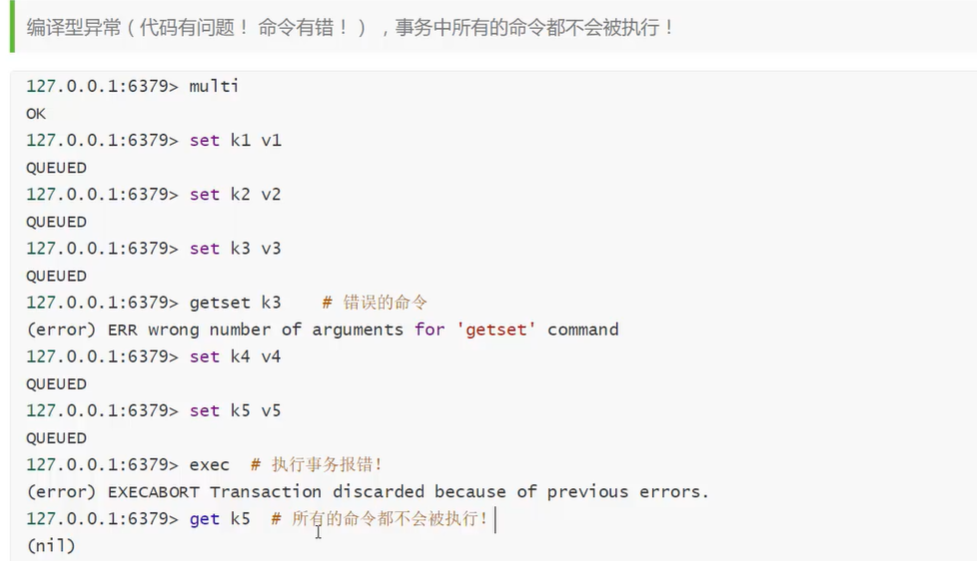 编译型异常（代码有问题！ 命令有错！） ，事务中所有的命令都不会被执行！
127.0.0.1:6379> multi
OK
127.0.0.1:6379> set k1 v1
QUEUED
127.0.0.1:6379> set k2 v2
QUEUED
127.0.0.1:6379> set k3 v3
QUEUED
127.0.0.1:6379> getset k3    # 错误的命令
(error) ERR wrong number of arguments for 'getset' command
127.0.0.1:6379> set k4 v4
QUEUED
127.0.0.1:6379> set k5 v5
QUEUED
127.0.0.1:6379> exec  # 执行事务报错！
(error) EXECABORT Transaction discarded because of previous errors.
127.0.0.1:6379> get k5  # 所有的命令都不会被执行！
(nil)